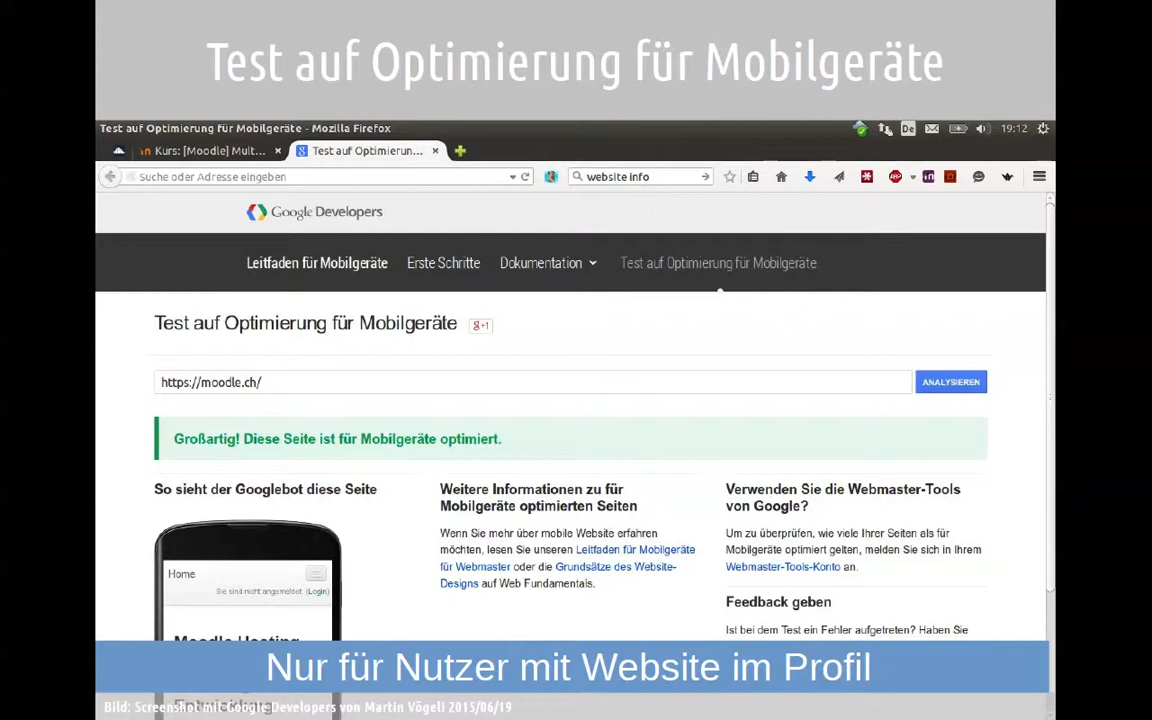 Test auf Optimierung für Mobilgeräte
Test auf Optimierung für Mobilgeräte - Mozilla Firefox
De
19:12
Kurs: [Moodle] Mult...
Test auf Optimierun...
Suche oder Adresse eingeben
website info
Google Developers
Leitfaden für Mobilgeräte
Erste Schritte
Dokumentation
Test auf Optimierung für Mobilgeräte
Test auf Optimierung für Mobilgeräte
g+1
https://moodle.ch/
ANALYSIEREN
Großartig! Diese Seite ist für Mobilgeräte optimiert.
So sieht der Googlebot diese Seite
Home
Sie sind nicht angemeldet. (Login)
Moodle Hosting
Entwicklung
Weitere Informationen zu für
Mobilgeräte optimierten Seiten
Wenn Sie mehr über mobile Website erfahren
möchten, lesen Sie unseren Leitfaden für Mobilgeräte
für Webmaster oder die Grundsätze des Website-
Designs auf Web Fundamentals.
Verwenden Sie die Webmaster-Tools
von Google?
Um zu überprüfen, wie viele Ihrer Seiten als für
Mobilgeräte optimiert gelten, melden Sie sich in Ihrem
Webmaster-Tools-Konto an.
Feedback geben
Ist bei dem Test ein Fehler aufgetreten? Haben Sie
Nur für Nutzer mit Website im Profil
Bild: Screenshot mit Google Developers von Martin Vögeli 2015/06/19